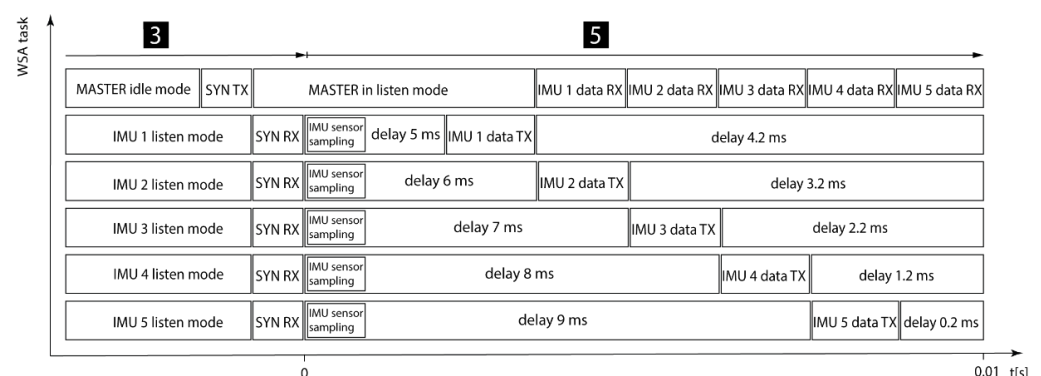 WSA task
3
5
MASTER idle mode SYN TX MASTER in listen mode IMU 1 data RX IMU 2 data RX IMU 3 data RX IMU 4 data RX IMU 5 data RX
IMU 1 listen mode SYN RX IMU sensor sampling delay 5 ms IMU 1 data TX delay 4.2 ms
IMU 2 listen mode SYN RX IMU sensor sampling delay 6 ms IMU 2 data TX delay 3.2 ms
IMU 3 listen mode SYN RX IMU sensor sampling delay 7 ms IMU 3 data TX delay 2.2 ms
IMU 4 listen mode SYN RX IMU sensor sampling delay 8 ms IMU 4 data TX delay 1.2 ms
IMU 5 listen mode SYN RX IMU sensor sampling delay 9 ms IMU 5 data TX delay 0.2 ms
0 0.01 t[s]